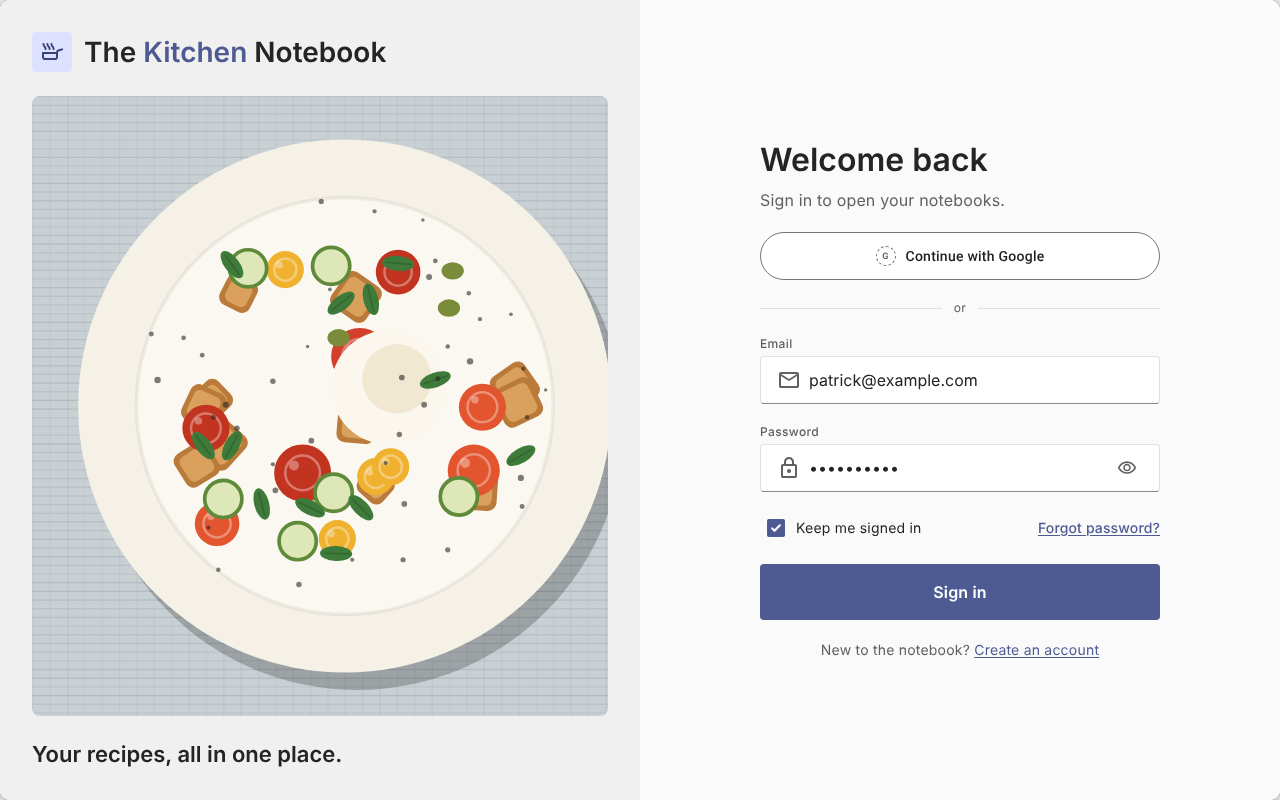 The Kitchen Notebook
Your recipes, all in one place.
Welcome back
Sign in to open your notebooks.
G Continue with Google
or
Email
patrick@example.com
Password
••••••••••
Keep me signed in
Forgot password?
Sign in
New to the notebook? Create an account